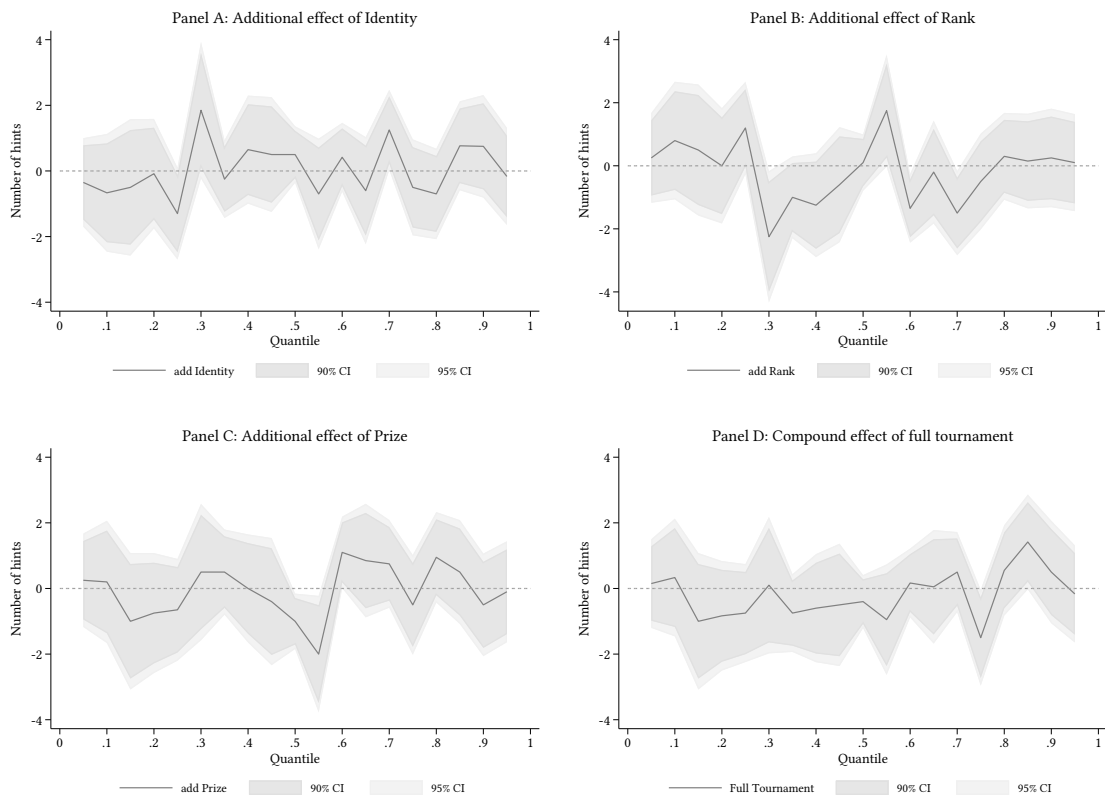 Panel A: Additional effect of Identity
Number of hints
4
2
0
-2
-4
0 .1 .2 .3 .4 .5 .6 .7 .8 .9 1
Quantile
add Identity 90% CI 95% CI
Panel B: Additional effect of Rank
Number of hints
4
2
0
-2
-4
0 .1 .2 .3 .4 .5 .6 .7 .8 .9 1
Quantile
add Rank 90% CI 95% CI
Panel C: Additional effect of Prize
Number of hints
4
2
0
-2
-4
0 .1 .2 .3 .4 .5 .6 .7 .8 .9 1
Quantile
add Prize 90% CI 95% CI
Panel D: Compound effect of full tournament
Number of hints
4
2
0
-2
-4
0 .1 .2 .3 .4 .5 .6 .7 .8 .9 1
Quantile
Full Tournament 90% CI 95% CI